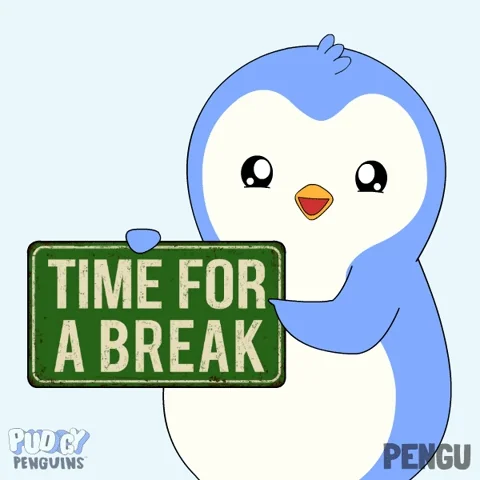 TIME FOR
A BREAK
PUDGY
PENGUINS
PENGU